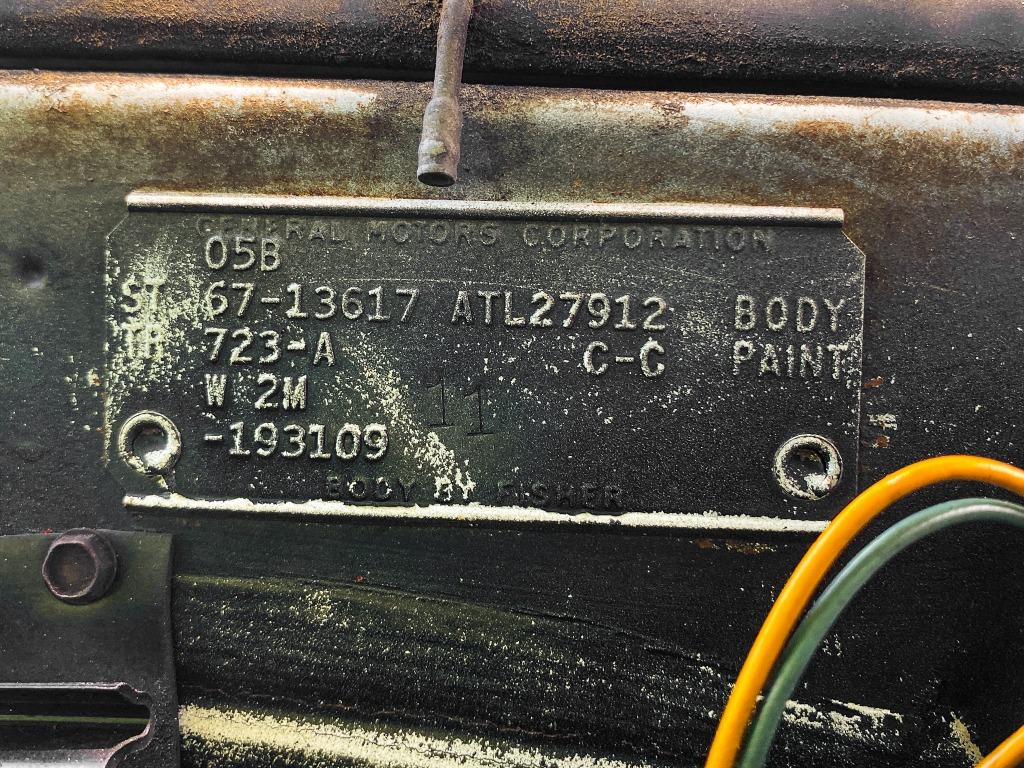 GENERAL MOTORS CORPORATION
05B
ST 67-13617 ATL27912 BODY
TR 723-A C-C PAINT
W 2M
11
-193109
BODY BY FISHER